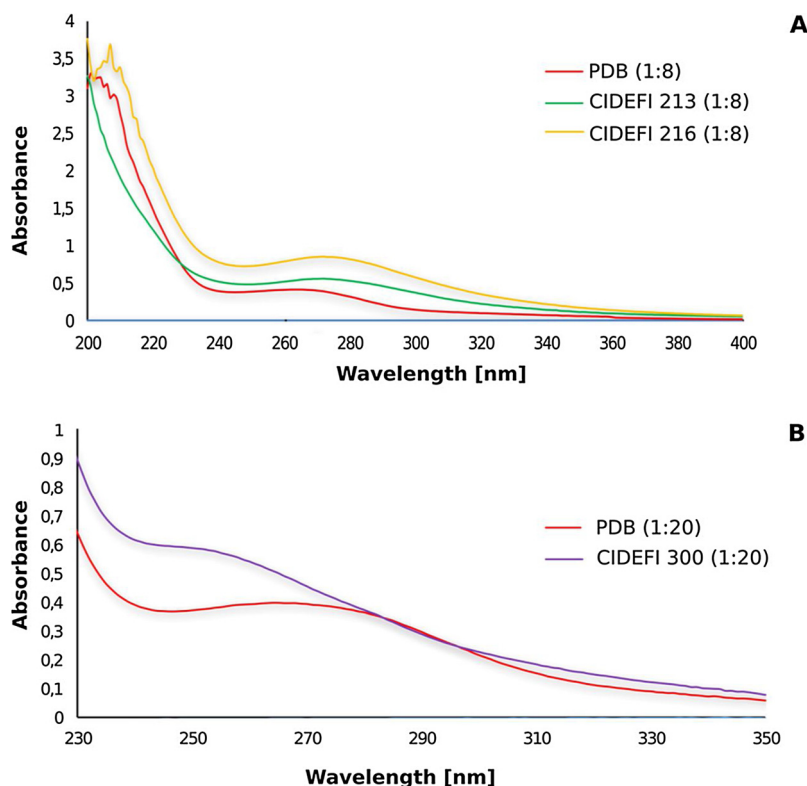 A
4
3,5
3
2,5
2
1,5
1
0,5
0
Absorbance
PDB (1:8)
CIDEFI 213 (1:8)
CIDEFI 216 (1:8)
200 220 240 260 280 300 320 340 360 380 400
Wavelength [nm]
B
1
0,9
0,8
0,7
0,6
0,5
0,4
0,3
0,2
0,1
0
Absorbance
PDB (1:20)
CIDEFI 300 (1:20)
230 250 270 290 310 330 350
Wavelength [nm]